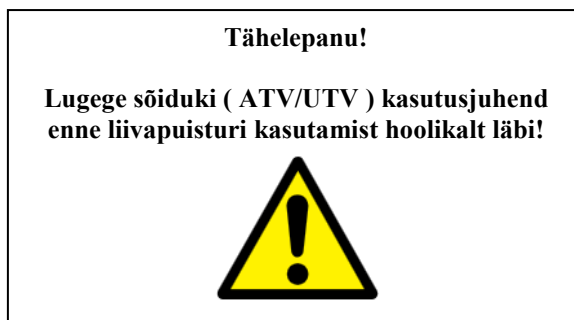 Tähelepanu!
Lugege sõiduki ( ATV/UTV ) kasutusjuhend
enne liivapuisturi kasutamist hoolikalt läbi!